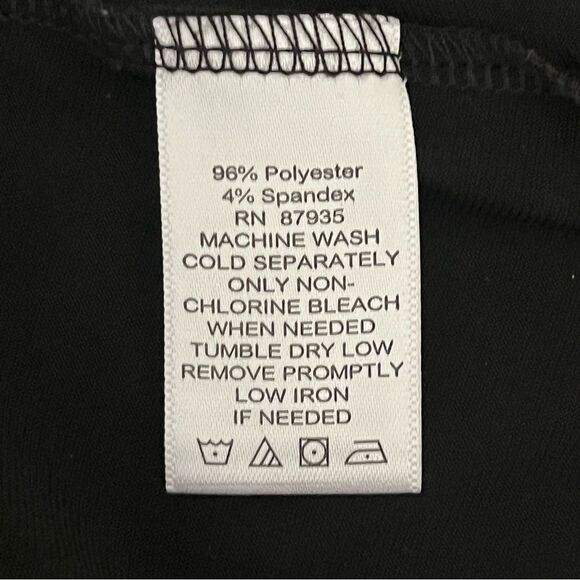 96% Polyester
4% Spandex
RN 87935
MACHINE WASH
COLD SEPARATELY
ONLY NON-
CHLORINE BLEACH
WHEN NEEDED
TUMBLE DRY LOW
REMOVE PROMPTLY
LOW IRON
IF NEEDED